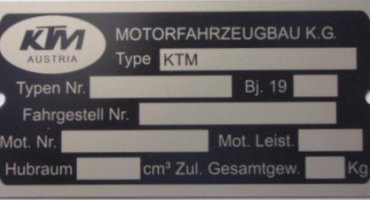 KTM
AUSTRIA
MOTORFAHRZEUGBAU K.G.
Type KTM
Typen Nr. Bj. 19
Fahrgestell Nr.
Mot. Nr. Mot. Leist.
Hubraum cm³ Zul. Gesamtgew. Kg